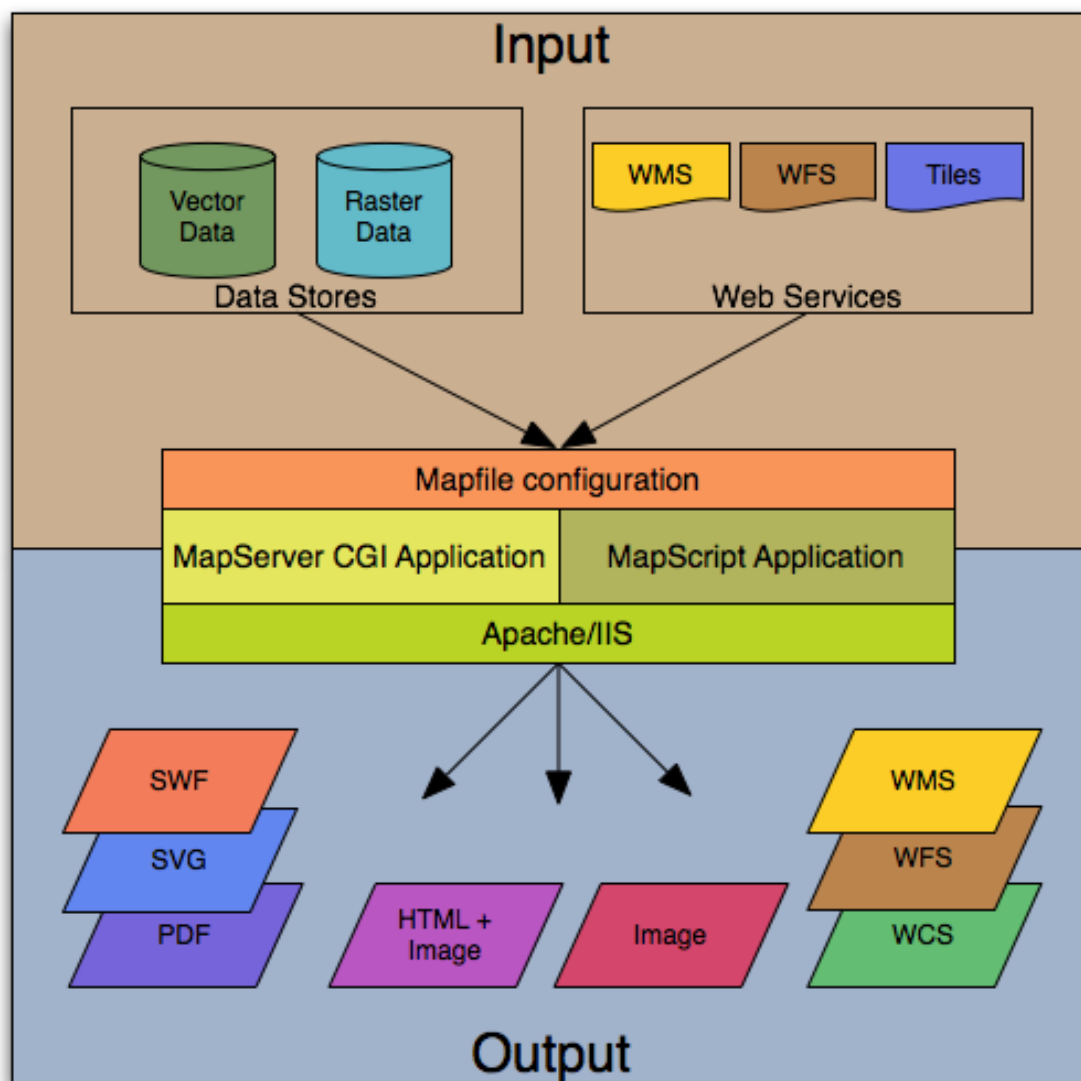 Input
Vector
Data
Raster
Data
Data Stores
WMS
WFS
Tiles
Web Services
Mapfile configuration
MapServer CGI Application
MapScript Application
Apache/IIS
SWF
SVG
PDF
HTML +
Image
Image
WMS
WFS
WCS
Output